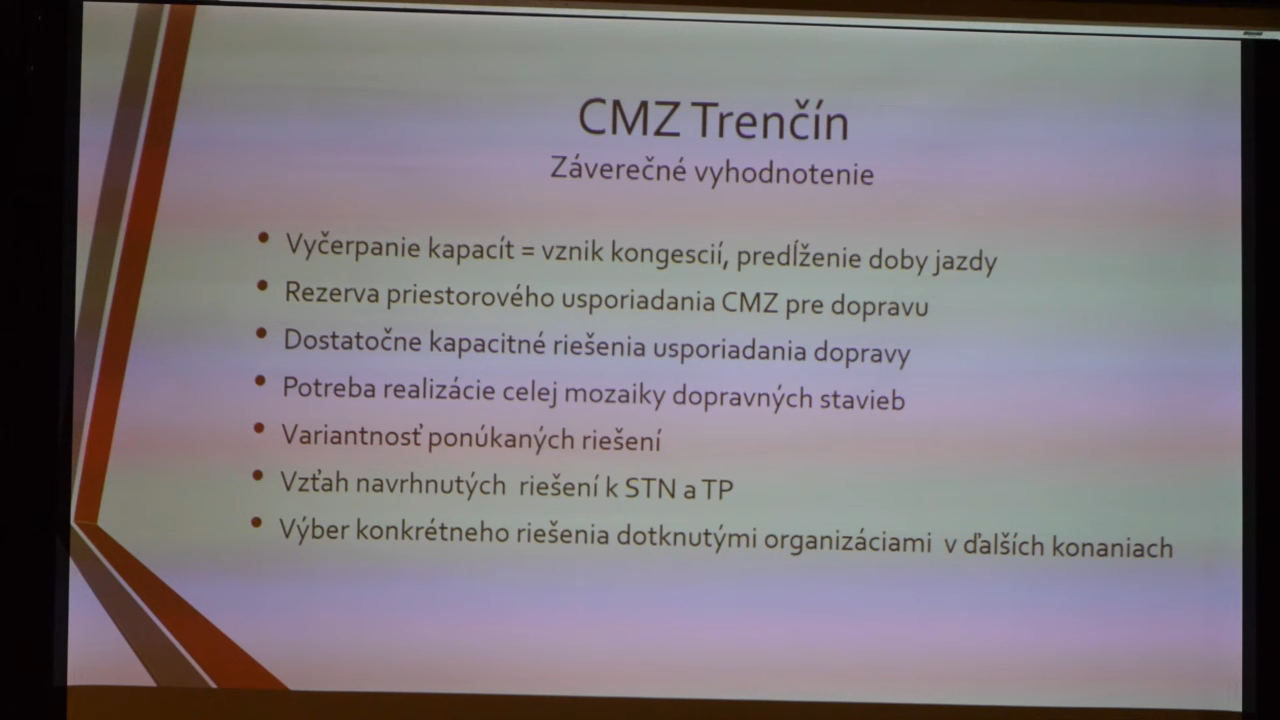 CMZ Trenčín
Záverečné vyhodnotenie
• Vyčerpanie kapacít = vznik kongescií, predĺženie doby jazdy
• Rezerva priestorového usporiadania CMZ pre dopravu
• Dostatočne kapacitné riešenia usporiadania dopravy
• Potreba realizácie celej mozaiky dopravných stavieb
• Variantnosť ponúkaných riešení
• Vzťah navrhnutých riešení k STN a TP
• Výber konkrétneho riešenia dotknutými organizáciami v ďalších konaniach